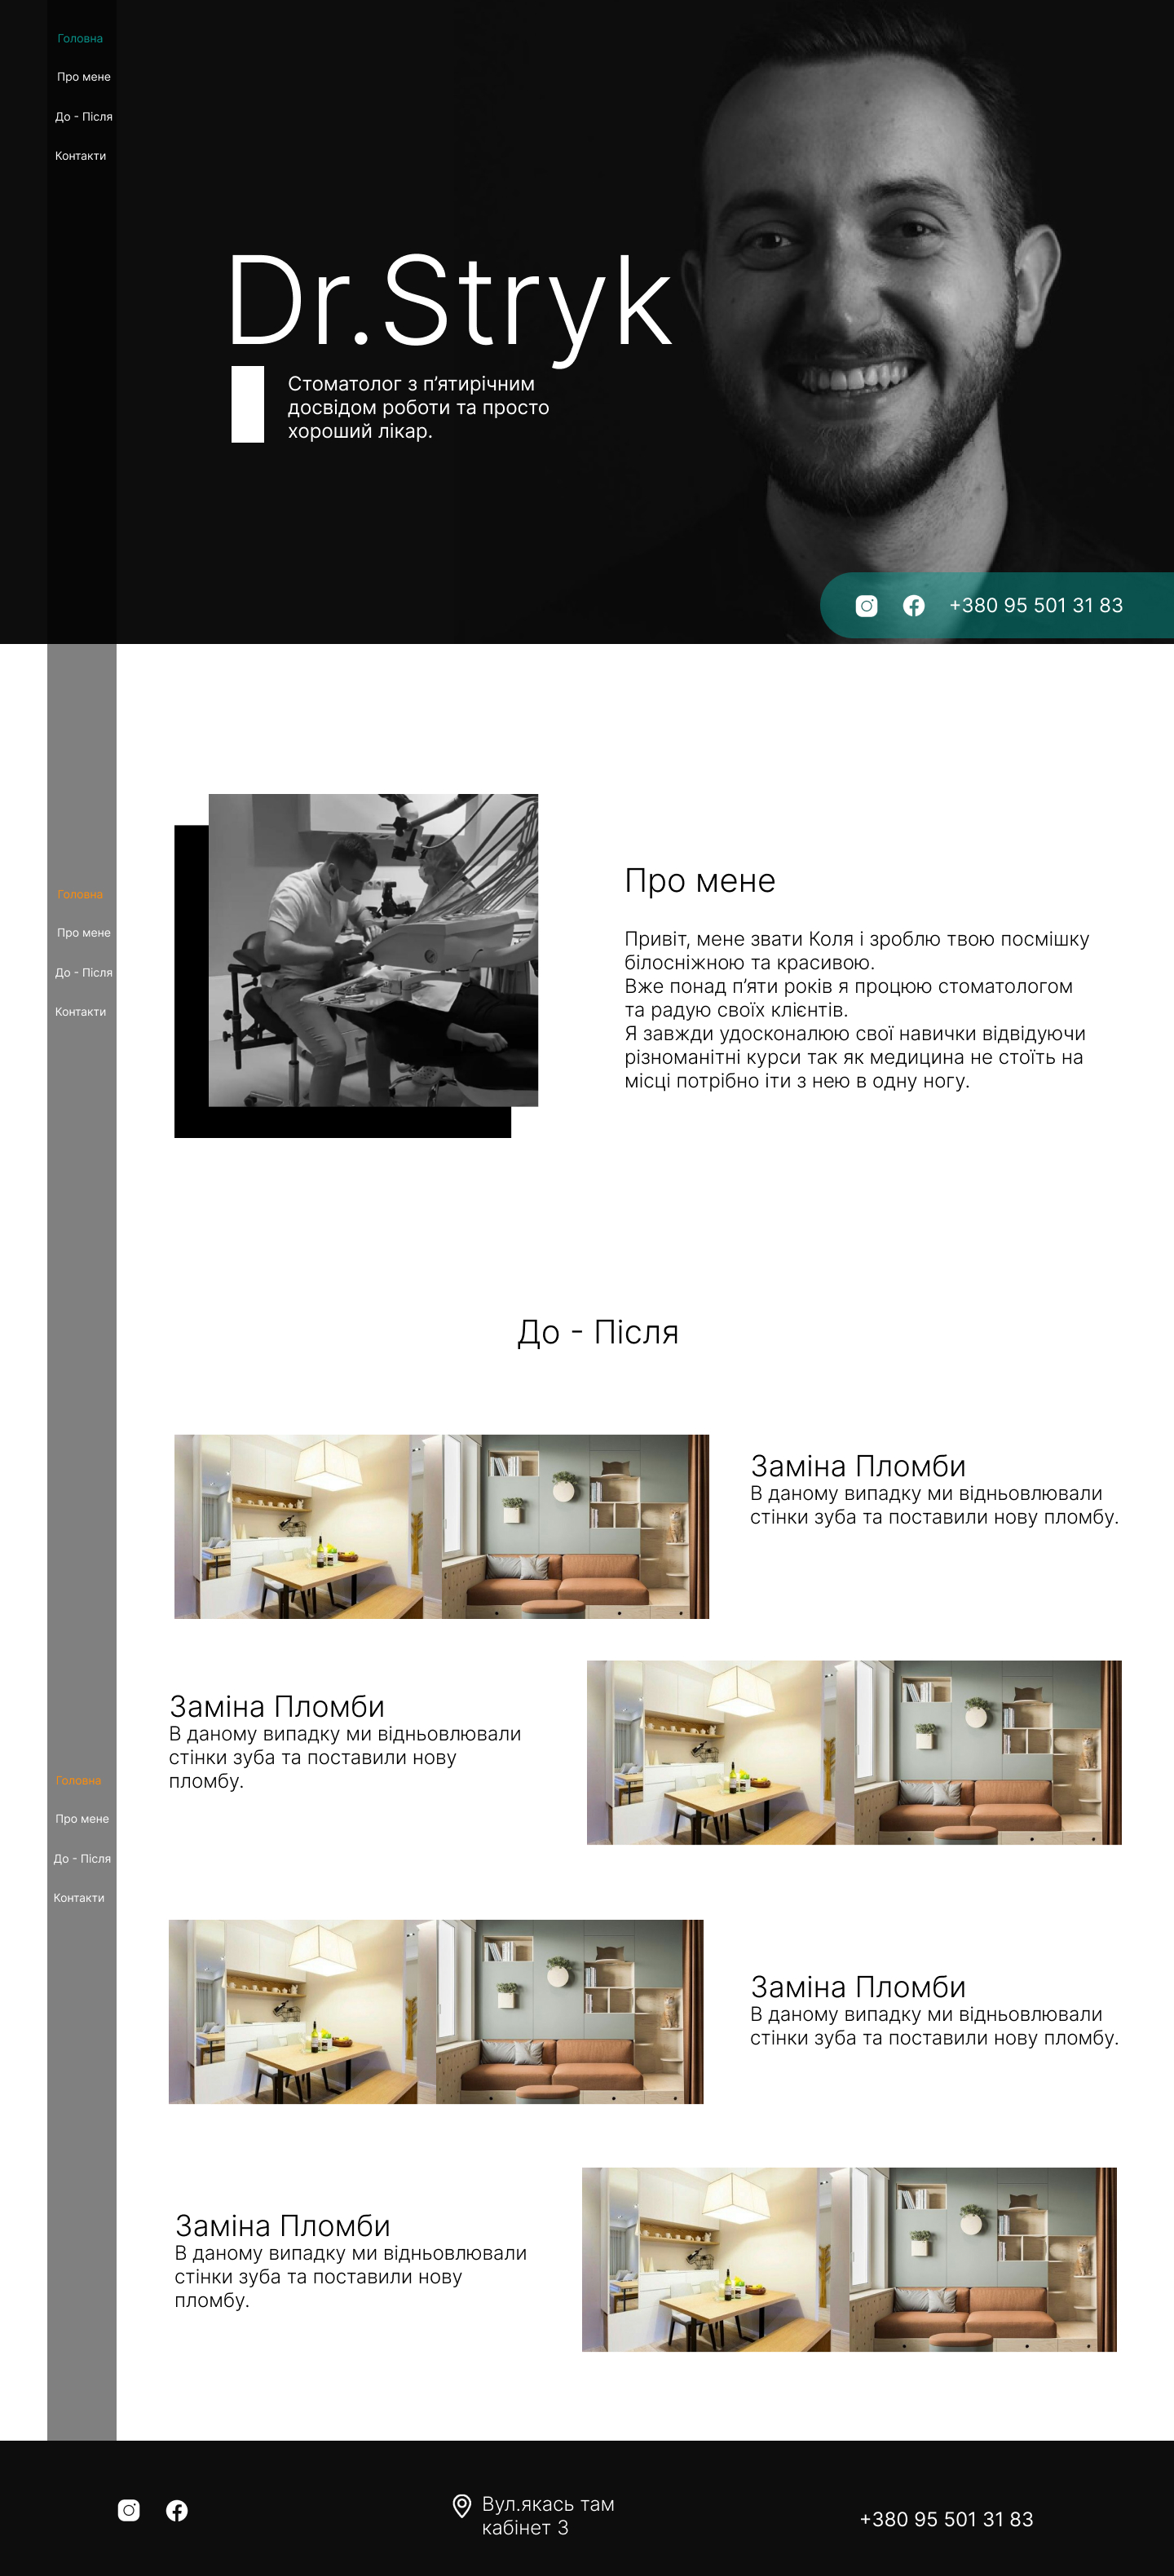 Головна
Про мене
До - Після
Контакти
Dr.Stryk
Стоматолог з п’ятирічним
досвідом роботи та просто
хороший лікар.
+380 95 501 31 83
Головна
Про мене
До - Після
Контакти
Про мене
Привіт, мене звати Коля і зроблю твою посмішку
білосніжною та красивою.
Вже понад п’яти років я процюю стоматологом
та радую своїх клієнтів.
Я завжди удосконалюю свої навички відвідуючи
різноманітні курси так як медицина не стоїть на
місці потрібно іти з нею в одну ногу.
До - Після
Заміна Пломби
В даному випадку ми відньовлювали
стінки зуба та поставили нову пломбу.
Заміна Пломби
В даному випадку ми відньовлювали
стінки зуба та поставили нову
пломбу.
Головна
Про мене
До - Після
Контакти
Заміна Пломби
В даному випадку ми відньовлювали
стінки зуба та поставили нову пломбу.
Заміна Пломби
В даному випадку ми відньовлювали
стінки зуба та поставили нову
пломбу.
Вул.якась там
кабінет 3
+380 95 501 31 83